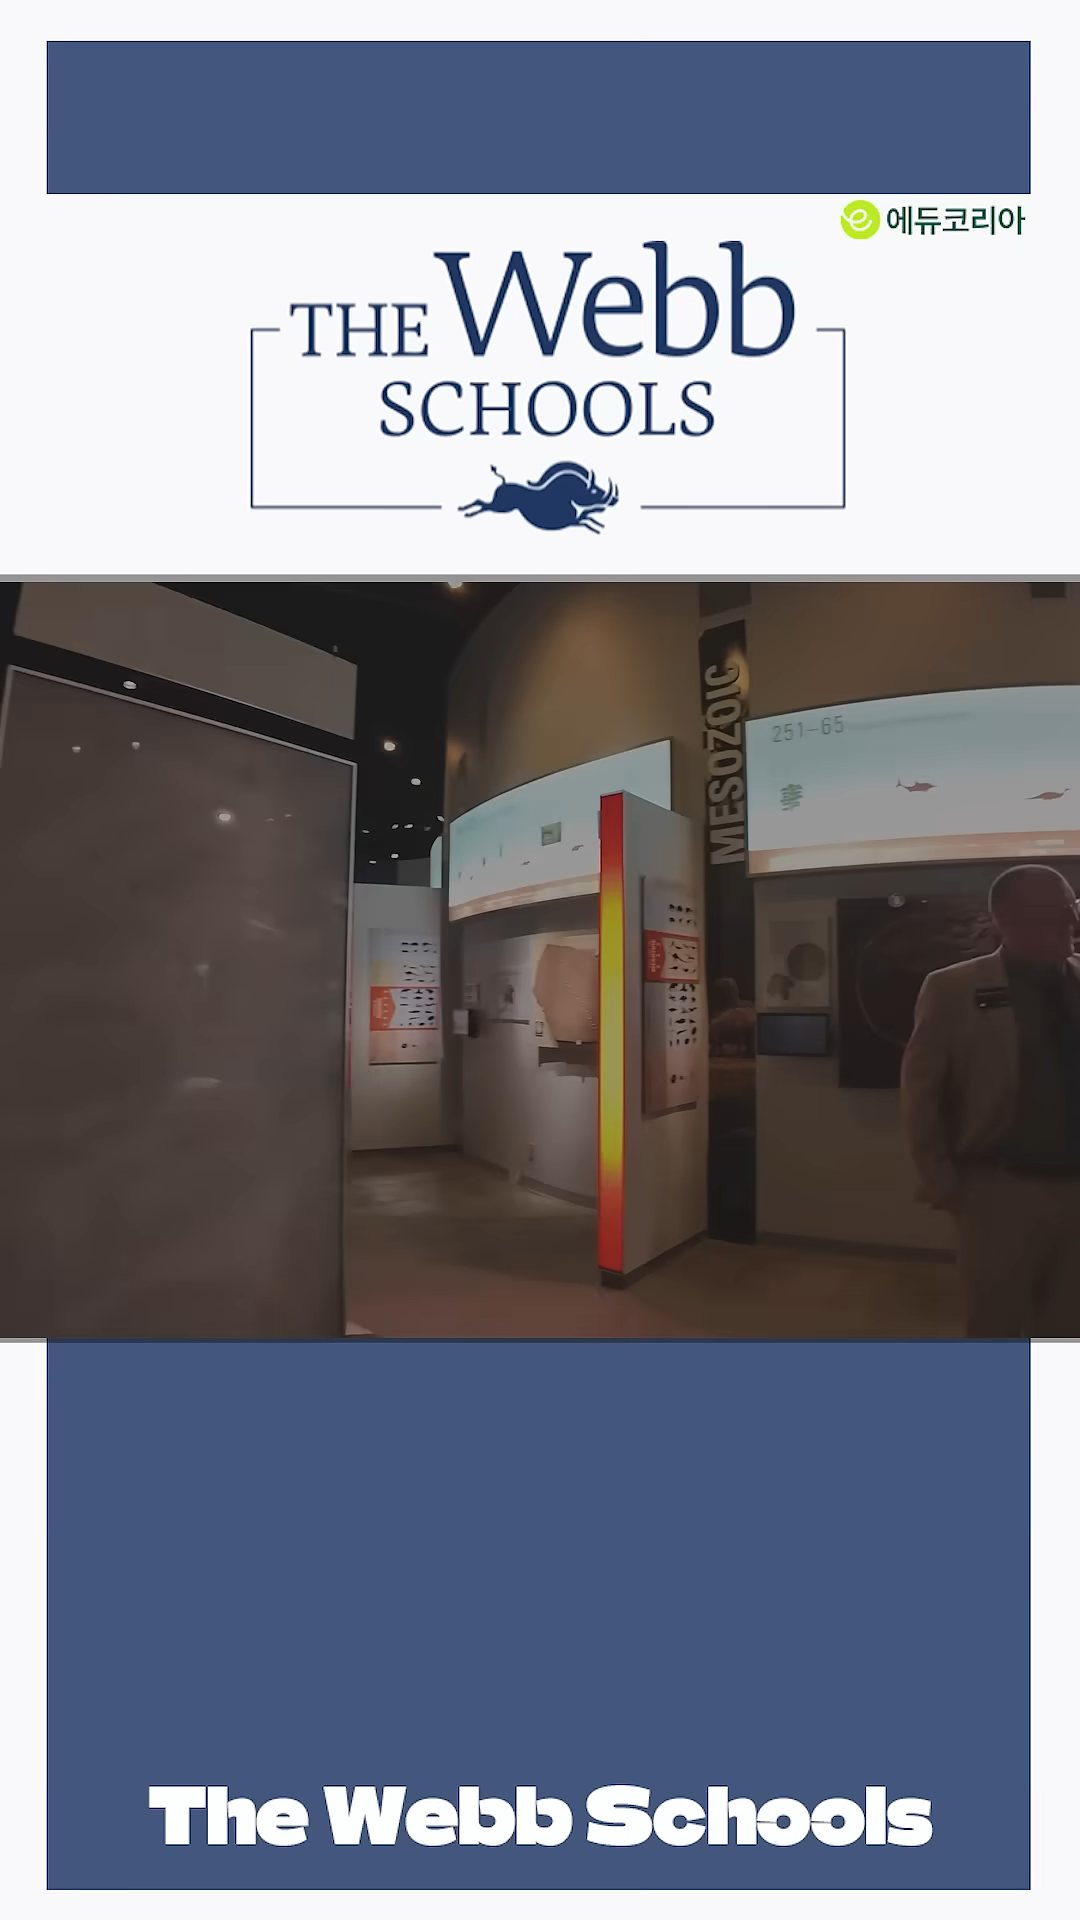 에듀코리아
THE Webb
SCHOOLS
MESOZOIC
251-65
The Webb Schools